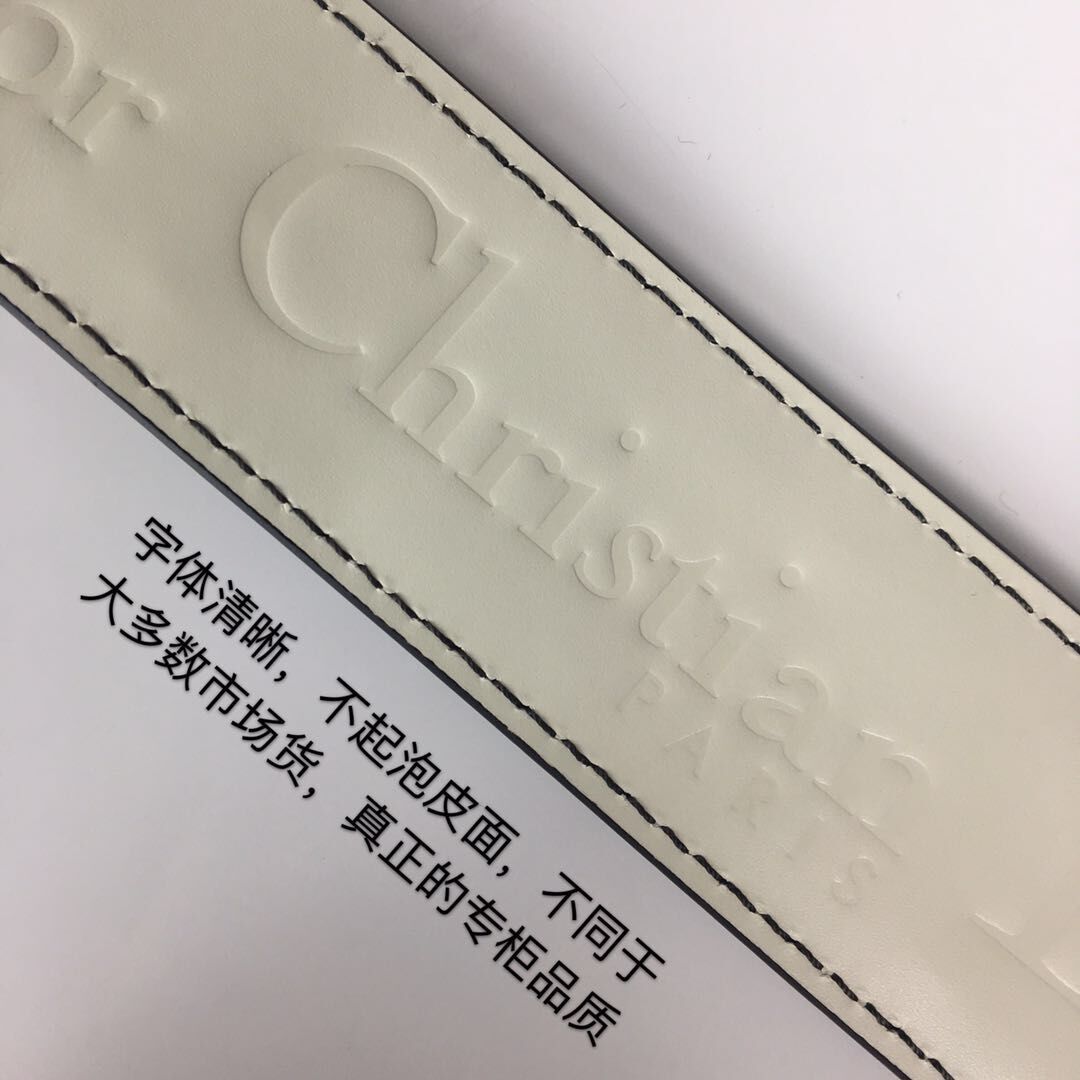 or Christian
PARIS
字体清晰，不起泡皮面，不同于
大多数市场货，真正的专柜品质